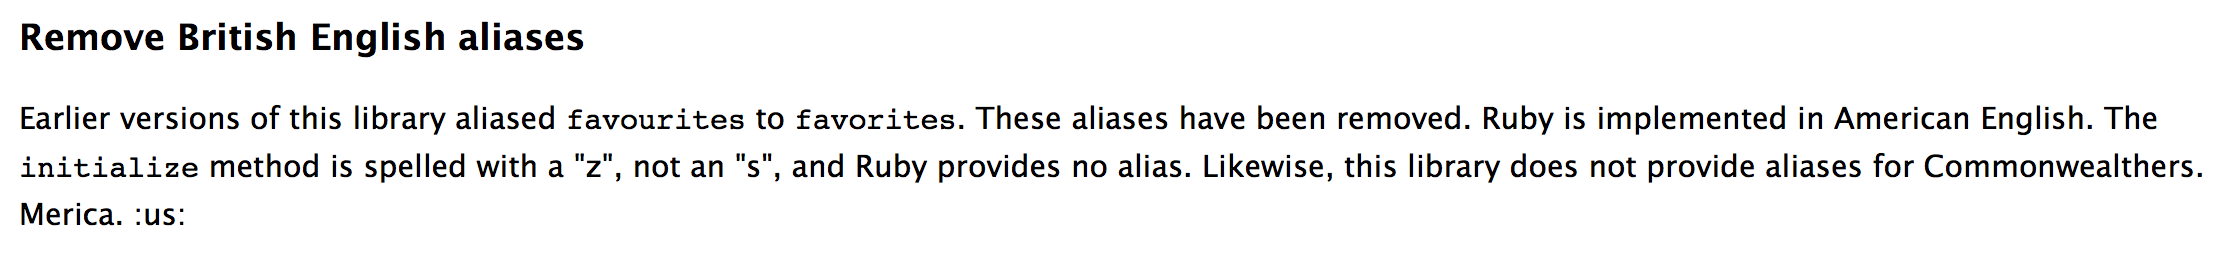 Remove British English aliases
Earlier versions of this library aliased favourites to favorites. These aliases have been removed. Ruby is implemented in American English. The
initialize method is spelled with a "z", not an "s", and Ruby provides no alias. Likewise, this library does not provide aliases for Commonwealthers.
Merica. :us: